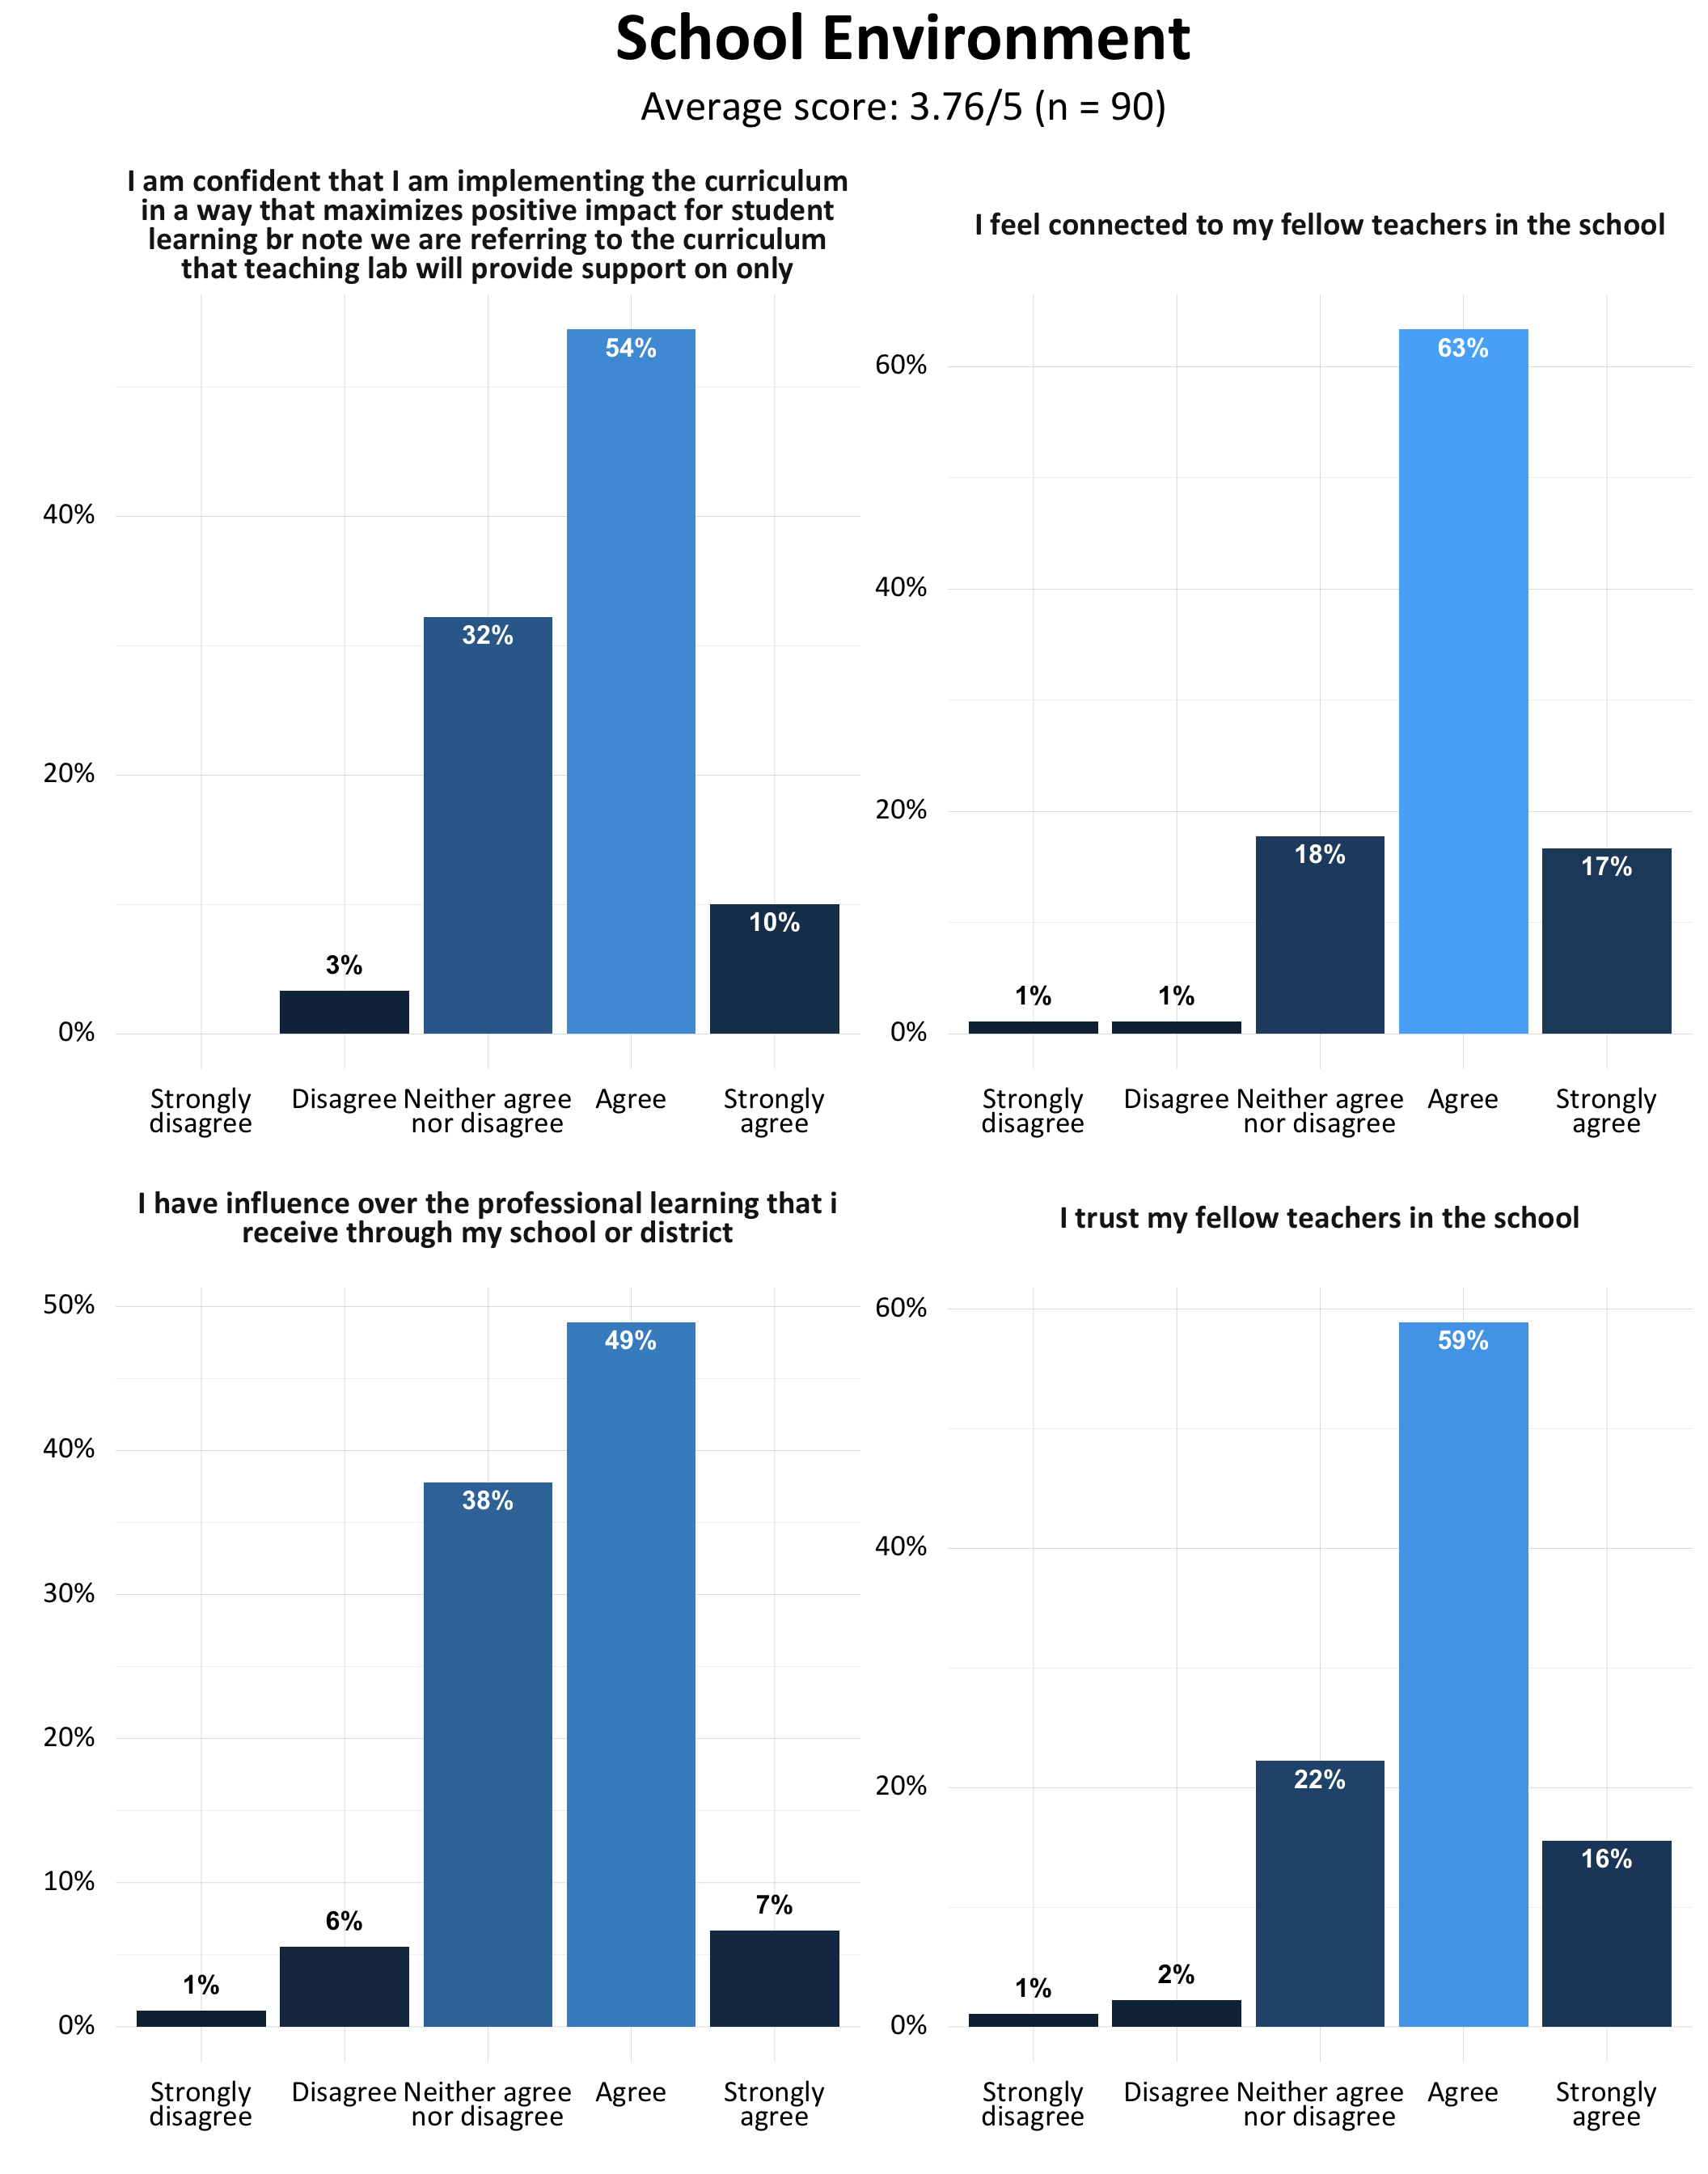 School Environment
Average score: 3.76/5 (n = 90)
I am confident that I am implementing the curriculum
in a way that maximizes positive impact for student
learning br note we are referring to the curriculum
that teaching lab will provide support on only
54%
40%
32%
20%
10%
3%
0%
Strongly
disagree
Disagree
Neither agree
nor disagree
Agree
Strongly
agree
I feel connected to my fellow teachers in the school
63%
60%
40%
20%
18%
17%
1%
1%
0%
Strongly
disagree
Disagree
Neither agree
nor disagree
Agree
Strongly
agree
I have influence over the professional learning that i
receive through my school or district
50%
49%
40%
38%
30%
20%
10%
6%
7%
1%
0%
Strongly
disagree
Disagree
Neither agree
nor disagree
Agree
Strongly
agree
I trust my fellow teachers in the school
60%
59%
40%
22%
20%
16%
1%
2%
0%
Strongly
disagree
Disagree
Neither agree
nor disagree
Agree
Strongly
agree